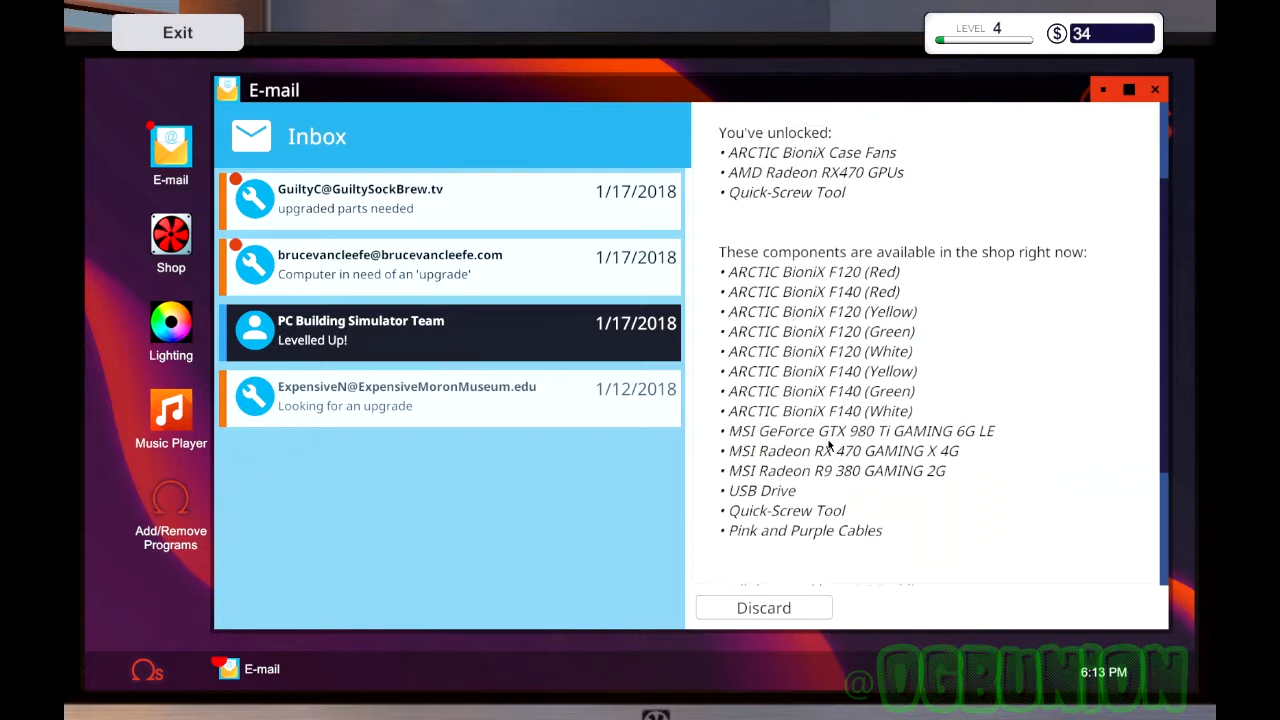 Exit
LEVEL 4
$ 34
E-mail
E-mail
Shop
Lighting
Music Player
Add/Remove
Programs
Inbox
GuiltyC@GuiltySockBrew.tv
1/17/2018
upgraded parts needed
brucevancleefe@brucevancleefe.com
1/17/2018
Computer in need of an 'upgrade'
PC Building Simulator Team
1/17/2018
Levelled Up!
ExpensiveN@ExpensiveMoronMuseum.edu
1/12/2018
Looking for an upgrade
You've unlocked:
• ARCTIC BioniX Case Fans
• AMD Radeon RX470 GPUs
• Quick-Screw Tool
These components are available in the shop right now:
• ARCTIC BioniX F120 (Red)
• ARCTIC BioniX F140 (Red)
• ARCTIC BioniX F120 (Yellow)
• ARCTIC BioniX F120 (Green)
• ARCTIC BioniX F120 (White)
• ARCTIC BioniX F140 (Yellow)
• ARCTIC BioniX F140 (Green)
• ARCTIC BioniX F140 (White)
• MSI GeForce GTX 980 Ti GAMING 6G LE
• MSI Radeon RX 470 GAMING X 4G
• MSI Radeon R9 380 GAMING 2G
• USB Drive
• Quick-Screw Tool
• Pink and Purple Cables
Discard
Ωs
E-mail
6:13 PM
@OGBUNION